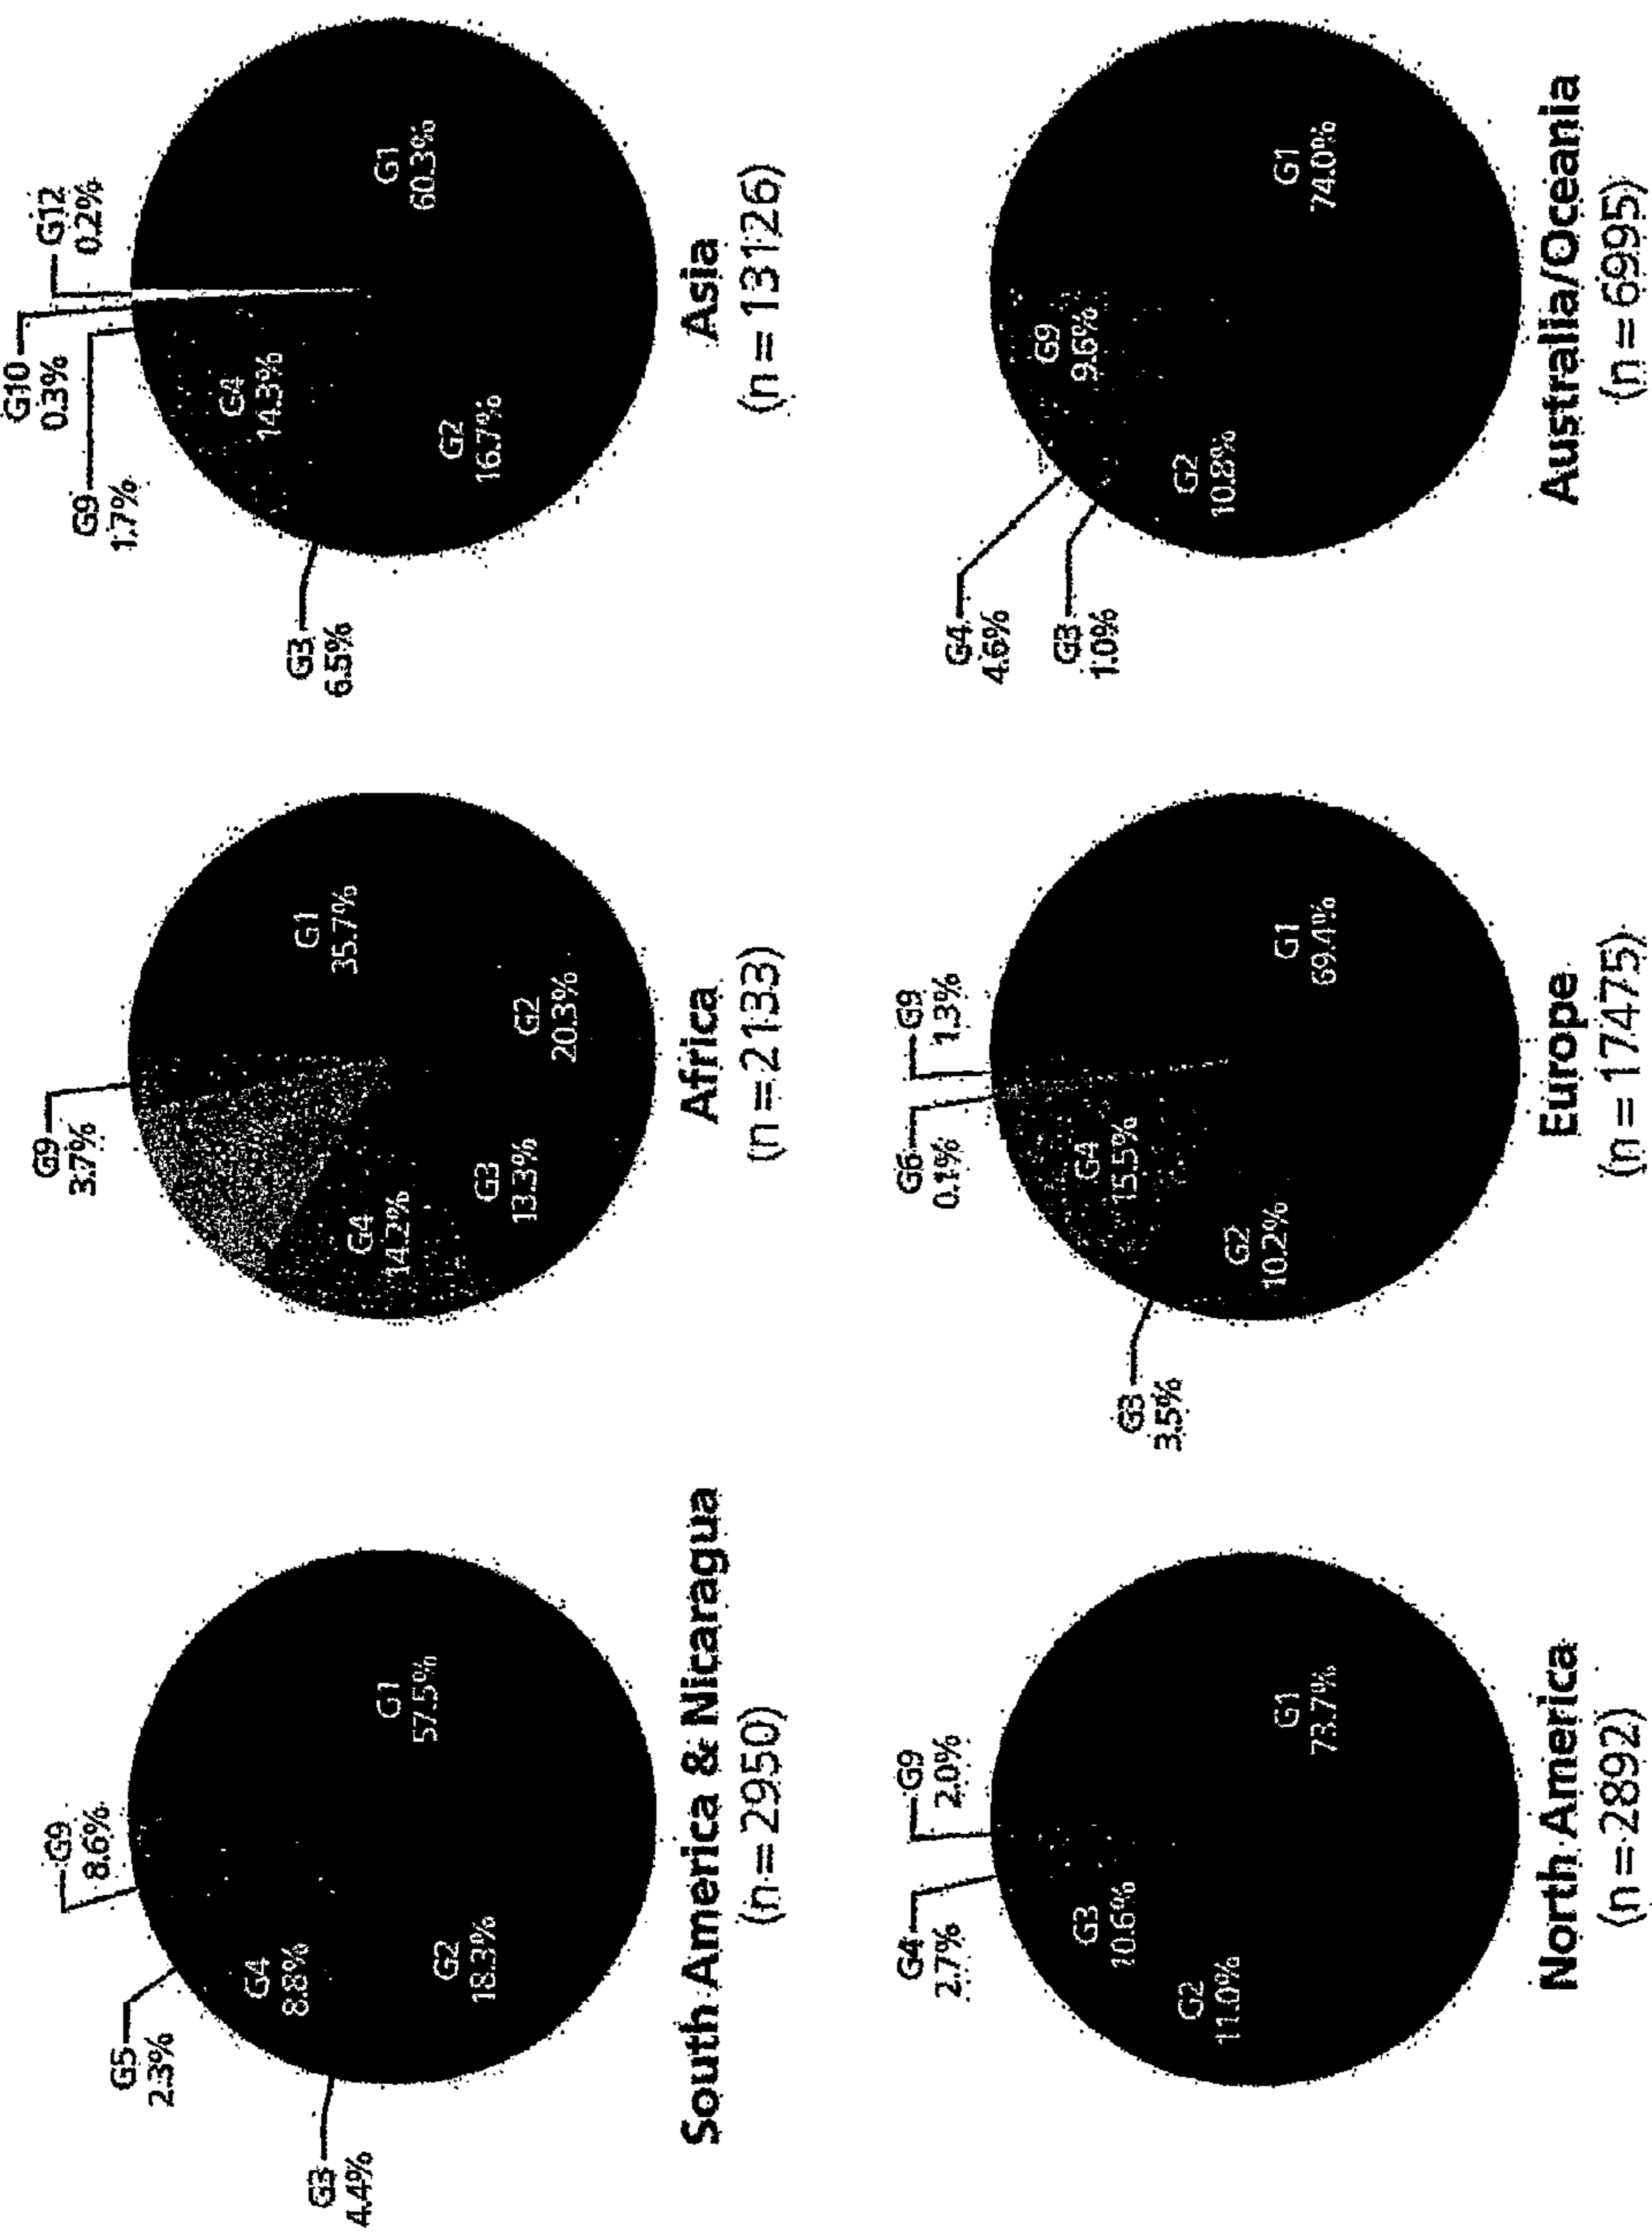 G9
8.6%
G5
2.3%
G4
8.8%
G3
4.4%
G2
18.3%
G1
57.5%
South America & Nicaragua
(n=2950)
G9
3.7%
G1
35.7%
G4
14.2%
G3
13.3%
G2
20.3%
Africa
(n=2133)
G10
0.3%
G12
0.2%
G9
1.7%
G4
14.3%
G3
6.5%
G1
60.3%
G2
16.7%
Asia
(n=13126)
G4
2.7%
G9
2.0%
G3
10.6%
G2
11.0%
G1
73.7%
North America
(n=2892)
G6
0.1%
G9
1.3%
G4
15.5%
G3
3.5%
G2
10.2%
G1
69.4%
Europe
(n=17475)
G4
4.6%
G9
9.6%
G3
1.0%
G2
10.8%
G1
74.0%
Australia/Oceania
(n=6995)